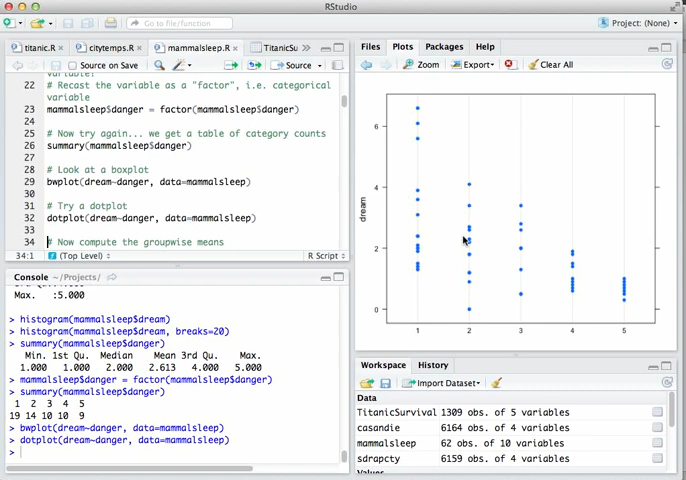 RStudio
Go to file/function
Project: (None)
titanic.R
citytemps.R
mammalsleep.R
TitanicSu
Source on Save
Source
variable!
22 # Recast the variable as a "factor", i.e. categorical
variable
23 mammalsleep$danger = factor(mammalsleep$danger)
24
25 # Now try again... we get a table of category counts
26 summary(mammalsleep$danger)
27
28 # Look at a boxplot
29 bwplot(dream~danger, data=mammalsleep)
30
31 # Try a dotplot
32 dotplot(dream~danger, data=mammalsleep)
33
34 # Now compute the groupwise means
34:1 (Top Level)
R Script
Console ~/Projects/
Max. :5.000
> histogram(mammalsleep$dream)
> histogram(mammalsleep$dream, breaks=20)
> summary(mammalsleep$danger)
Min. 1st Qu. Median Mean 3rd Qu. Max.
1.000 1.000 2.000 2.613 4.000 5.000
> mammalsleep$danger = factor(mammalsleep$danger)
> summary(mammalsleep$danger)
1 2 3 4 5
19 14 10 10 9
> bwplot(dream~danger, data=mammalsleep)
> dotplot(dream~danger, data=mammalsleep)
>
Files Plots Packages Help
Zoom Export Clear All
6
4
2
0
dream
1 2 3 4 5
Workspace History
Import Dataset
Data
TitanicSurvival 1309 obs. of 5 variables
casandie 6164 obs. of 4 variables
mammalsleep 62 obs. of 10 variables
sdrapcty 6159 obs. of 4 variables
Values